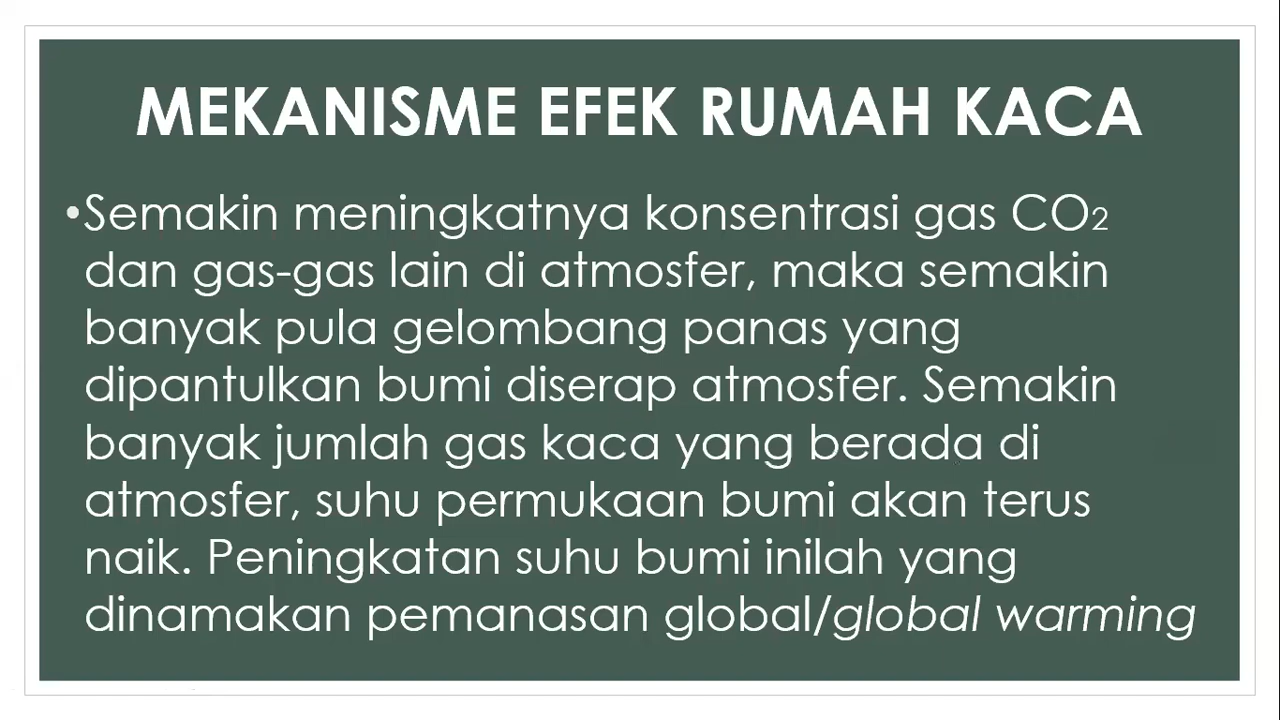 MEKANISME EFEK RUMAH KACA
•Semakin meningkatnya konsentrasi gas CO₂
dan gas-gas lain di atmosfer, maka semakin
banyak pula gelombang panas yang
dipantulkan bumi diserap atmosfer. Semakin
banyak jumlah gas kaca yang berada di
atmosfer, suhu permukaan bumi akan terus
naik. Peningkatan suhu bumi inilah yang
dinamakan pemanasan global/global warming